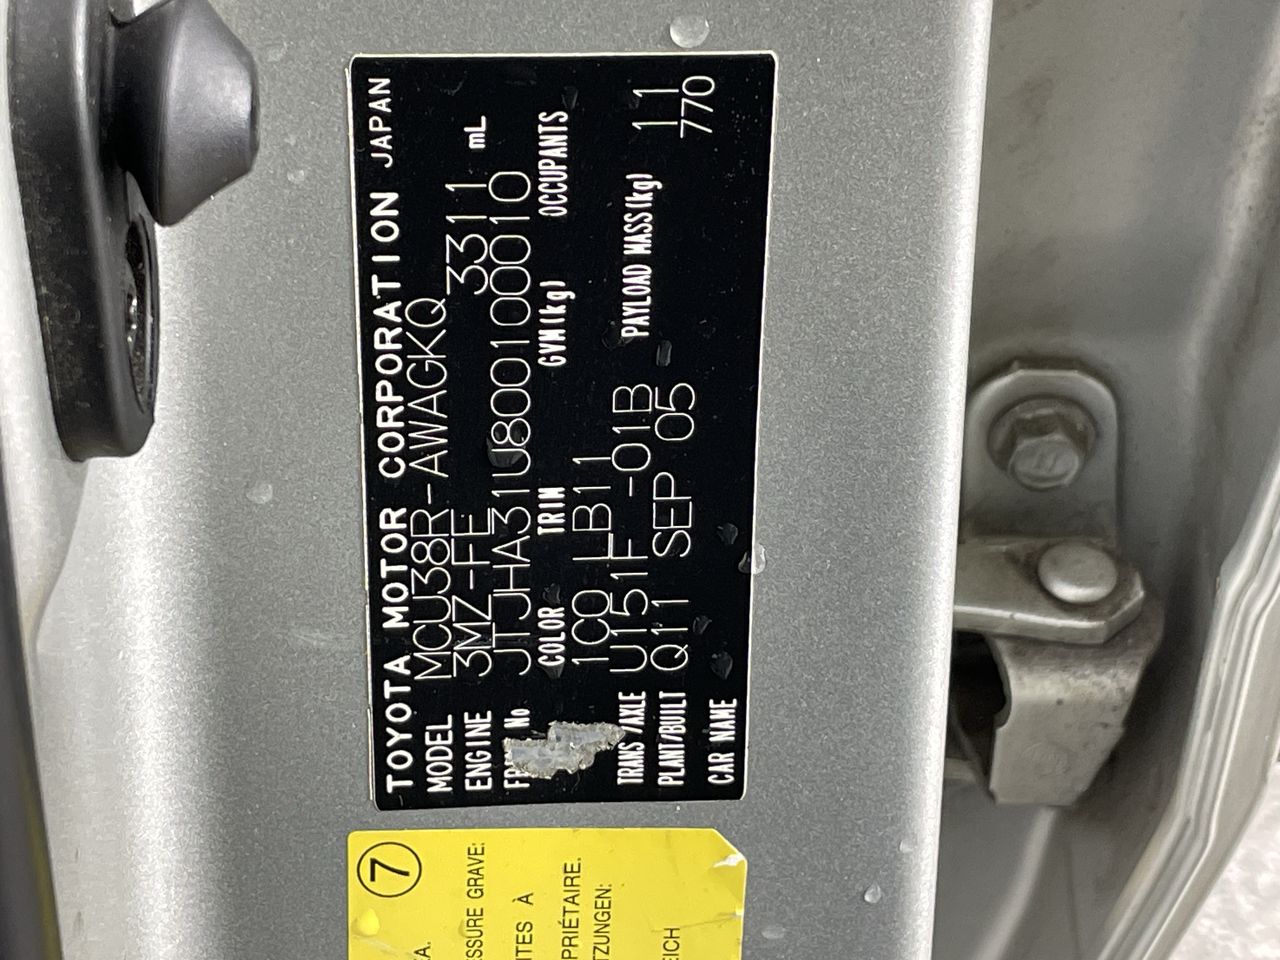 TOYOTA MOTOR CORPORATION JAPAN
MODEL MCU38R-AWAGKQ
ENGINE 3MZ-FE 3311 mL
No JTJHA31U800100010
COLOR TRIM GVM(kg) OCCUPANTS
1C0 LB11
TRANS/AXLE U151F -01B PAYLOAD MASS(kg) 11
PLANT/BUILT Q11 SEP 05 770
CAR NAME
7
ESSURE GRAVE:
À